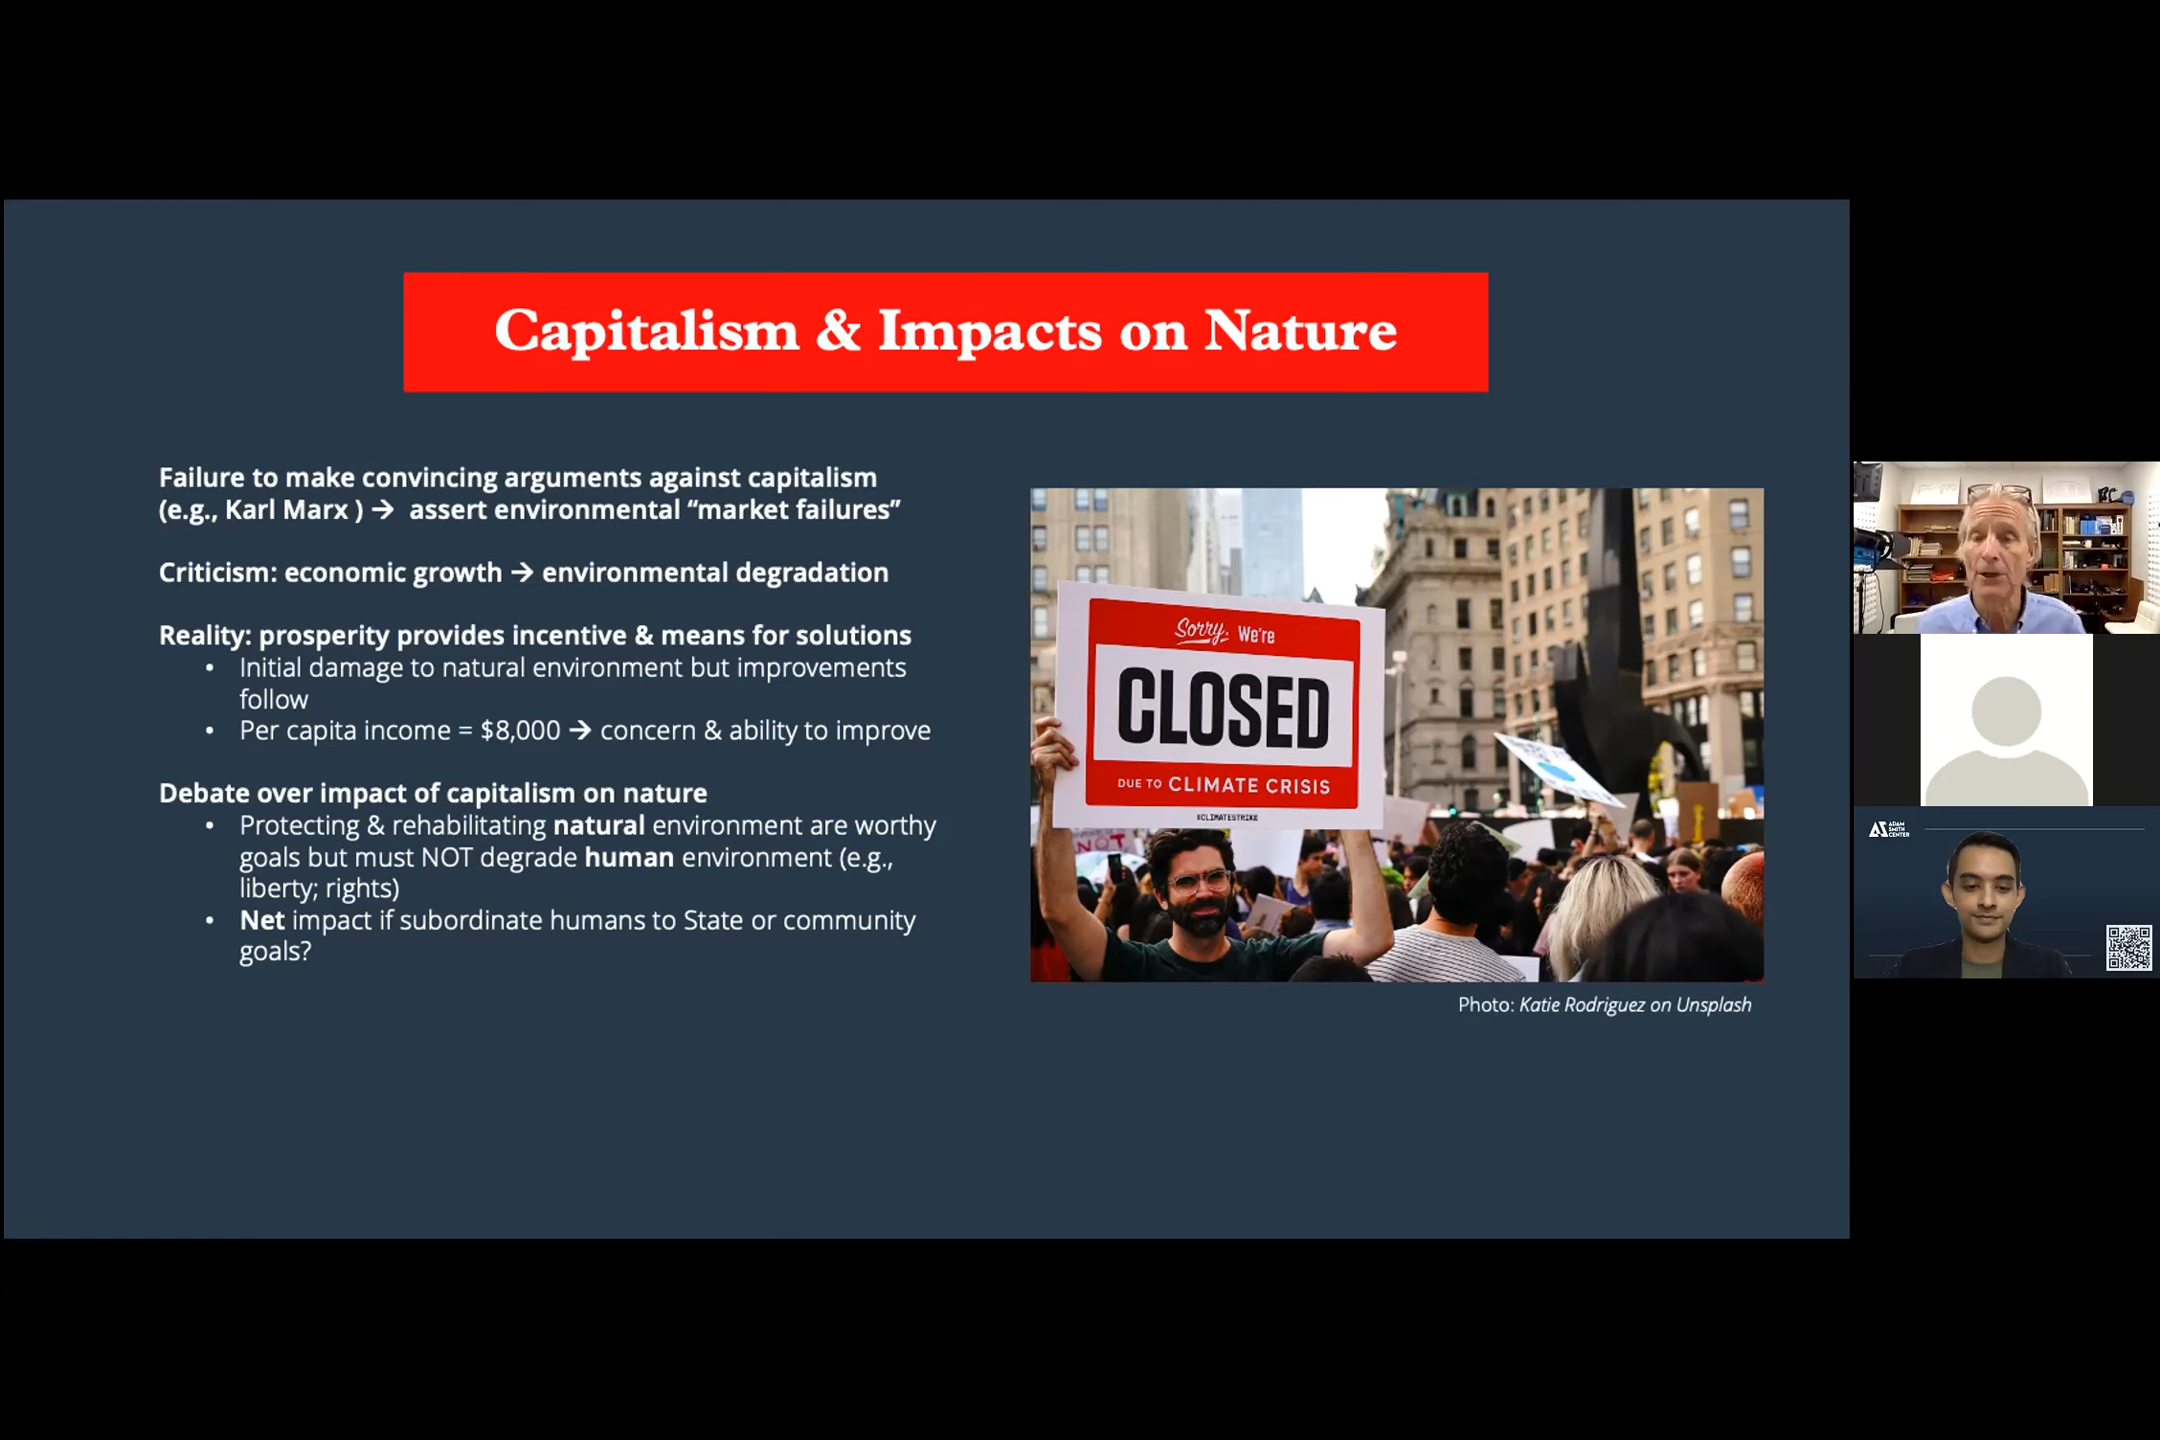 Capitalism & Impacts on Nature
Failure to make convincing arguments against capitalism
(e.g., Karl Marx ) → assert environmental “market failures”
Criticism: economic growth → environmental degradation
Reality: prosperity provides incentive & means for solutions
• Initial damage to natural environment but improvements
follow
• Per capita income = $8,000 → concern & ability to improve
Debate over impact of capitalism on nature
• Protecting & rehabilitating natural environment are worthy
goals but must NOT degrade human environment (e.g.,
liberty; rights)
• Net impact if subordinate humans to State or community
goals?
Sorry. We're
CLOSED
DUE TO CLIMATE CRISIS
#CLIMATESTRIKE
NOT
Photo: Katie Rodriguez on Unsplash
ADAM
SMITH
CENTER